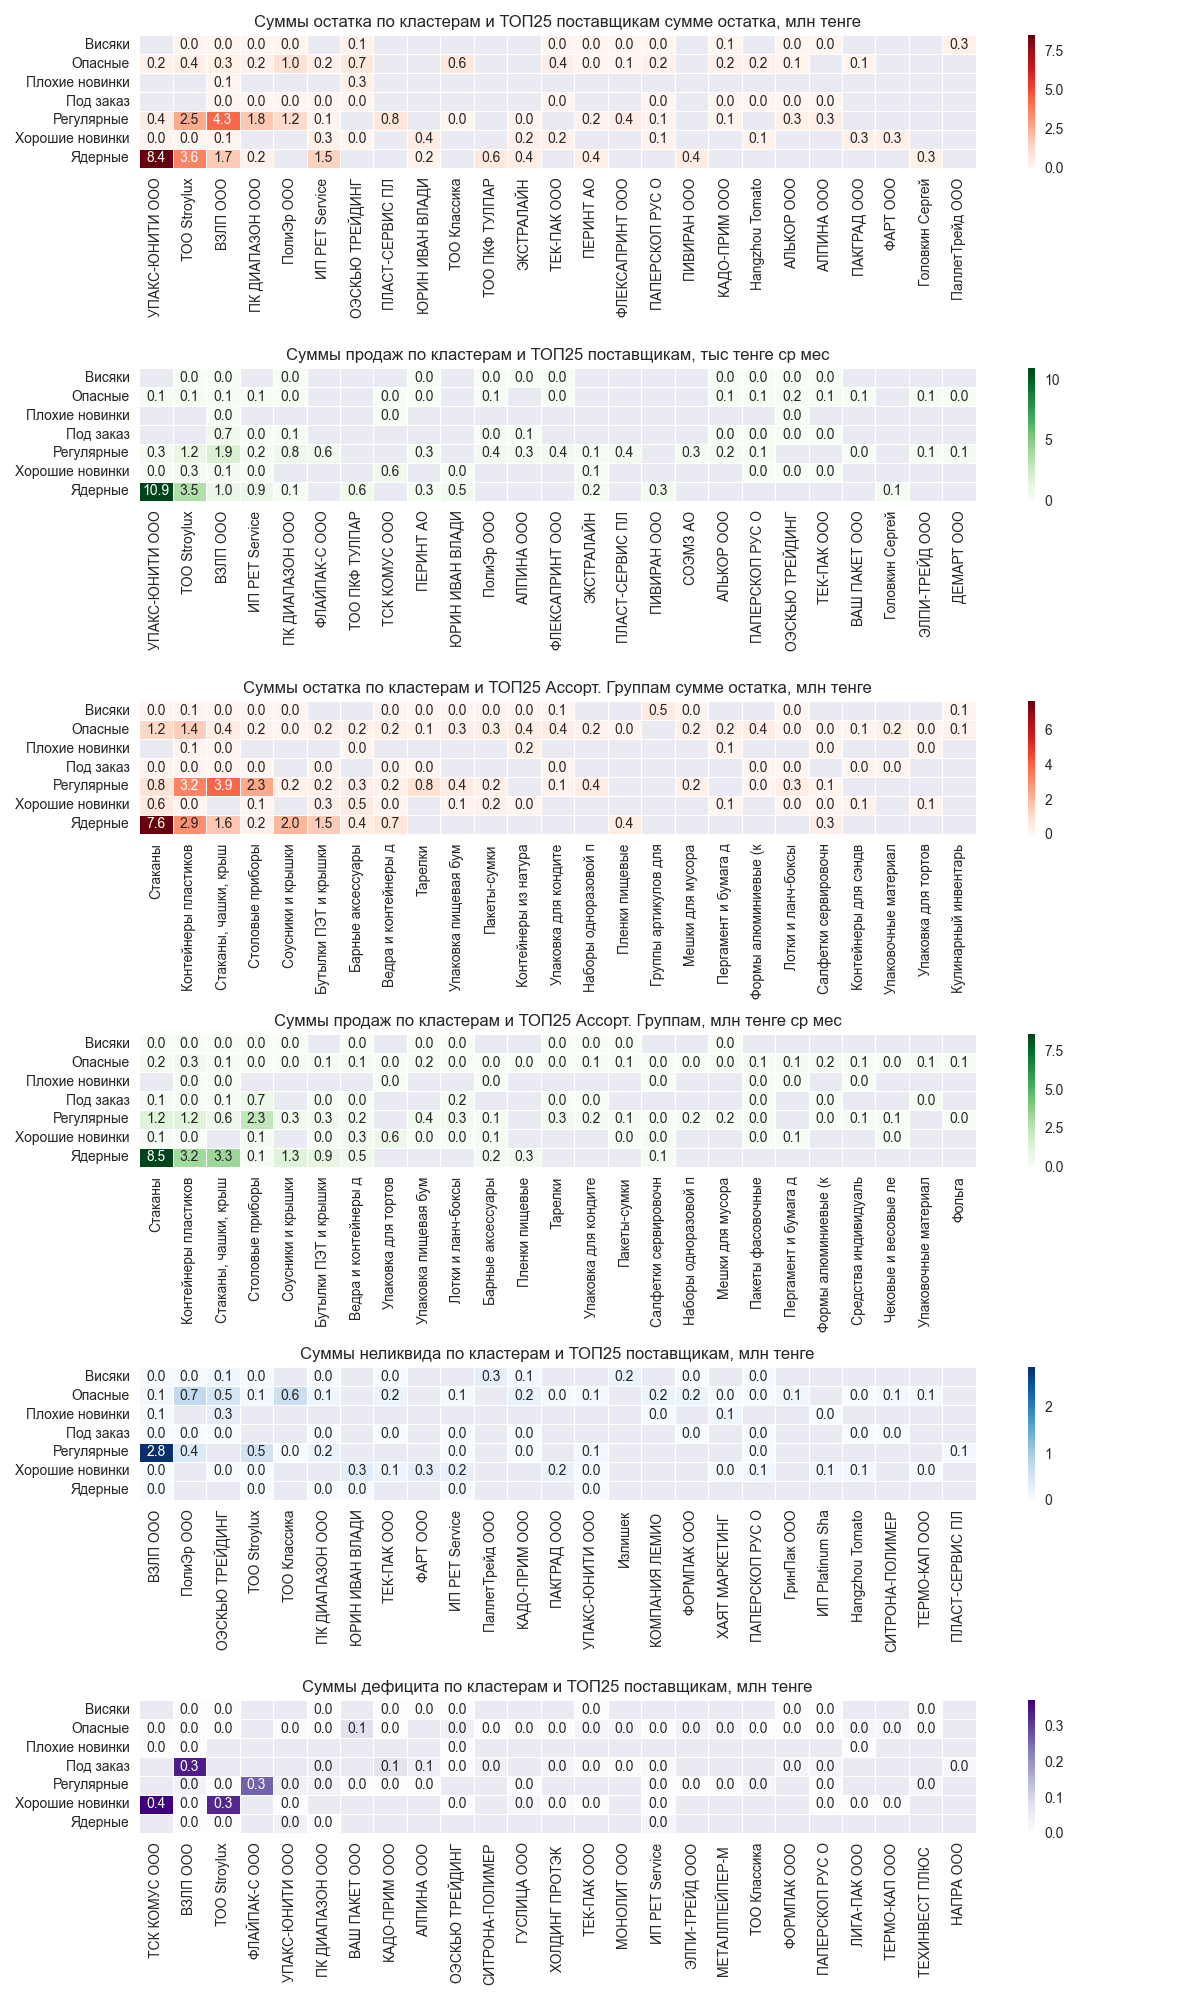 Суммы остатка по кластерам и ТОП25 поставщикам сумме остатка, млн тенге
Висяки 0.0 0.0 0.0 0.0 0.1 0.0 0.0 0.0 0.0 0.1 0.0 0.0 0.3
Опасные 0.2 0.4 0.3 0.2 1.0 0.2 0.7 0.6 0.4 0.0 0.1 0.2 0.2 0.2 0.1 0.1
Плохие новинки 0.1 0.3
Под заказ 0.0 0.0 0.0 0.0 0.0 0.0 0.0 0.0 0.0 0.0 0.0
Регулярные 0.4 2.5 4.3 1.8 1.2 0.1 0.8 0.0 0.0 0.2 0.4 0.1 0.1 0.3 0.3
Хорошие новинки 0.0 0.0 0.1 0.3 0.0 0.4 0.2 0.2 0.1 0.1 0.3 0.3
Ядерные 8.4 3.6 1.7 0.2 1.5 0.2 0.6 0.4 0.4 0.4 0.3
7.5
5.0
2.5
0.0
УПАКС-ЮНИТИ ООО
ТОО Stroylux
ВЗЛП ООО
ПК ДИАПАЗОН ООО
ПолиЭр ООО
ИП РЕТ Service
ОЭСКЬЮ ТРЕЙДИНГ
ПЛАСТ-СЕРВИС ПЛ
ЮРИН ИВАН ВЛАДИ
ТОО Классика
ТОО ПКФ ТУЛПАР
ЭКСТРАЛАЙН
ТЕК-ПАК ООО
ПЕРИНТ АО
ФЛЕКСАПРИНТ ООО
ПАПЕРСКОП РУС О
ПИВИРАН ООО
КАДО-ПРИМ ООО
Hangzhou Tomato
АЛЬКОР ООО
АЛПИНА ООО
ПАКГРАД ООО
ФАРТ ООО
Головкин Сергей
ПаллетТрейд ООО
Суммы продаж по кластерам и ТОП25 поставщикам, тыс тенге ср мес
Висяки 0.0 0.0 0.0 0.0 0.0 0.0 0.0 0.0 0.0 0.0 0.0
Опасные 0.1 0.1 0.1 0.1 0.0 0.0 0.0 0.1 0.0 0.1 0.1 0.2 0.1 0.1 0.1 0.0
Плохие новинки 0.0 0.0 0.0
Под заказ 0.7 0.0 0.1 0.0 0.1 0.0 0.0 0.0 0.0
Регулярные 0.3 1.2 1.9 0.2 0.8 0.6 0.3 0.4 0.3 0.4 0.1 0.4 0.3 0.2 0.1 0.0 0.1 0.1
Хорошие новинки 0.0 0.3 0.1 0.0 0.6 0.0 0.1 0.0 0.0 0.0
Ядерные 10.9 3.5 1.0 0.9 0.1 0.6 0.3 0.5 0.2 0.3 0.1
10
5
0
УПАКС-ЮНИТИ ООО
ТОО Stroylux
ВЗЛП ООО
ИП РЕТ Service
ПК ДИАПАЗОН ООО
ФЛАЙПАК-С ООО
ТОО ПКФ ТУЛПАР
ТСК КОМУС ООО
ПЕРИНТ АО
ЮРИН ИВАН ВЛАДИ
ПолиЭр ООО
АЛПИНА ООО
ФЛЕКСАПРИНТ ООО
ЭКСТРАЛАЙН
ПЛАСТ-СЕРВИС ПЛ
ПИВИРАН ООО
СОЭМЗ АО
АЛЬКОР ООО
ПАПЕРСКОП РУС О
ОЭСКЬЮ ТРЕЙДИНГ
ТЕК-ПАК ООО
ВАШ ПАКЕТ ООО
Головкин Сергей
ЭЛПИ-ТРЕЙД ООО
ДЕМАРТ ООО
Суммы остатка по кластерам и ТОП25 Ассорт. Группам сумме остатка, млн тенге
Висяки 0.0 0.1 0.0 0.0 0.0 0.0 0.0 0.0 0.0 0.0 0.1 0.5 0.0 0.0 0.1
Опасные 1.2 1.4 0.4 0.2 0.0 0.2 0.2 0.2 0.1 0.3 0.3 0.4 0.4 0.2 0.0 0.2 0.2 0.4 0.0 0.0 0.1 0.2 0.0 0.1
Плохие новинки 0.1 0.0 0.0 0.2 0.1 0.0 0.0
Под заказ 0.0 0.0 0.0 0.0 0.0 0.0 0.0 0.0 0.0 0.0 0.0 0.0
Регулярные 0.8 3.2 3.9 2.3 0.2 0.2 0.3 0.2 0.8 0.4 0.2 0.1 0.4 0.2 0.0 0.3 0.1
Хорошие новинки 0.6 0.0 0.1 0.3 0.5 0.0 0.1 0.2 0.0 0.1 0.0 0.0 0.1 0.1
Ядерные 7.6 2.9 1.6 0.2 2.0 1.5 0.4 0.7 0.4 0.3
6
4
2
0
Стаканы
Контейнеры пластиков
Стаканы, чашки, крыш
Столовые приборы
Соусники и крышки
Бутылки ПЭТ и крышки
Барные аксессуары
Ведра и контейнеры д
Тарелки
Упаковка пищевая бум
Пакеты-сумки
Контейнеры из натура
Упаковка для кондите
Наборы одноразовой п
Пленки пищевые
Группы артикулов для
Мешки для мусора
Пергамент и бумага д
Формы алюминиевые (к
Лотки и ланч-боксы
Салфетки сервировочн
Контейнеры для сэндв
Упаковочные материал
Упаковка для тортов
Кулинарный инвентарь
Суммы продаж по кластерам и ТОП25 Ассорт. Группам, млн тенге ср мес
Висяки 0.0 0.0 0.0 0.0 0.0 0.0 0.0 0.0 0.0 0.0 0.0 0.0
Опасные 0.2 0.3 0.1 0.0 0.0 0.1 0.1 0.0 0.2 0.0 0.0 0.0 0.0 0.1 0.1 0.0 0.0 0.0 0.1 0.1 0.2 0.1 0.0 0.1 0.1
Плохие новинки 0.0 0.0 0.0 0.0 0.0 0.0 0.0 0.0
Под заказ 0.1 0.0 0.1 0.7 0.0 0.0 0.2 0.0 0.0 0.0 0.0 0.0
Регулярные 1.2 1.2 0.6 2.3 0.3 0.3 0.2 0.4 0.3 0.1 0.3 0.2 0.1 0.0 0.2 0.2 0.0 0.0 0.1 0.1 0.0
Хорошие новинки 0.1 0.0 0.1 0.0 0.3 0.6 0.0 0.0 0.1 0.0 0.0 0.0 0.1 0.0
Ядерные 8.5 3.2 3.3 0.1 1.3 0.9 0.5 0.2 0.3 0.1
7.5
5.0
2.5
0.0
Стаканы
Контейнеры пластиков
Стаканы, чашки, крыш
Столовые приборы
Соусники и крышки
Бутылки ПЭТ и крышки
Ведра и контейнеры д
Упаковка для тортов
Упаковка пищевая бум
Лотки и ланч-боксы
Барные аксессуары
Пленки пищевые
Тарелки
Упаковка для кондите
Пакеты-сумки
Салфетки сервировочн
Наборы одноразовой п
Мешки для мусора
Пакеты фасовочные
Пергамент и бумага д
Формы алюминиевые (к
Средства индивидуаль
Чековые и весовые ле
Упаковочные материал
Фольга
Суммы неликвида по кластерам и ТОП25 поставщикам, млн тенге
Висяки 0.0 0.0 0.1 0.0 0.0 0.0 0.3 0.1 0.2 0.0 0.0
Опасные 0.1 0.7 0.5 0.1 0.6 0.1 0.2 0.1 0.2 0.0 0.1 0.2 0.2 0.0 0.0 0.1 0.0 0.1 0.1
Плохие новинки 0.1 0.3 0.0 0.1 0.0
Под заказ 0.0 0.0 0.0 0.0 0.0 0.0 0.0 0.0 0.0 0.0 0.0
Регулярные 2.8 0.4 0.5 0.0 0.2 0.0 0.0 0.1 0.0 0.1
Хорошие новинки 0.0 0.0 0.0 0.3 0.1 0.3 0.2 0.2 0.0 0.0 0.1 0.1 0.1 0.0
Ядерные 0.0 0.0 0.0 0.0 0.0 0.0
2
1
0
ВЗЛП ООО
ПолиЭр ООО
ОЭСКЬЮ ТРЕЙДИНГ
ТОО Stroylux
ТОО Классика
ПК ДИАПАЗОН ООО
ЮРИН ИВАН ВЛАДИ
ТЕК-ПАК ООО
ФАРТ ООО
ИП РЕТ Service
ПаллетТрейд ООО
КАДО-ПРИМ ООО
ПАКГРАД ООО
УПАКС-ЮНИТИ ООО
Излишек
КОМПАНИЯ ЛЕМИО
ФОРМПАК ООО
ХАЯТ МАРКЕТИНГ
ПАПЕРСКОП РУС О
ГринПак ООО
ИП Platinum Sha
Hangzhou Tomato
СИТРОНА-ПОЛИМЕР
ТЕРМО-КАП ООО
ПЛАСТ-СЕРВИС ПЛ
Суммы дефицита по кластерам и ТОП25 поставщикам, млн тенге
Висяки 0.0 0.0 0.0 0.0 0.0 0.0 0.0 0.0 0.0 0.0
Опасные 0.0 0.0 0.0 0.0 0.0 0.1 0.0 0.0 0.0 0.0 0.0 0.0 0.0 0.0 0.0 0.0 0.0 0.0 0.0 0.0 0.0 0.0
Плохие новинки 0.0 0.0 0.0 0.0
Под заказ 0.3 0.0 0.1 0.1 0.0 0.0 0.0 0.0 0.0 0.0 0.0 0.0 0.0
Регулярные 0.0 0.0 0.3 0.0 0.0 0.0 0.0 0.0 0.0 0.0 0.0 0.0 0.0 0.0 0.0
Хорошие новинки 0.4 0.0 0.3 0.0 0.0 0.0 0.0 0.0 0.0 0.0 0.0 0.0
Ядерные 0.0 0.0 0.0 0.0 0.0
0.3
0.2
0.1
0.0
ТСК КОМУС ООО
ВЗЛП ООО
ТОО Stroylux
ФЛАЙПАК-С ООО
УПАКС-ЮНИТИ ООО
ПК ДИАПАЗОН ООО
ВАШ ПАКЕТ ООО
КАДО-ПРИМ ООО
АЛПИНА ООО
ОЭСКЬЮ ТРЕЙДИНГ
СИТРОНА-ПОЛИМЕР
ГУСЛИЦА ООО
ХОЛДИНГ ПРОТЭК
ТЕК-ПАК ООО
МОНОЛИТ ООО
ИП РЕТ Service
ЭЛПИ-ТРЕЙД ООО
МЕТАЛЛПЕЙПЕР-М
ТОО Классика
ФОРМПАК ООО
ПАПЕРСКОП РУС О
ЛИГА-ПАК ООО
ТЕРМО-КАП ООО
ТЕХИНВЕСТ ПЛЮС
НАПРА ООО